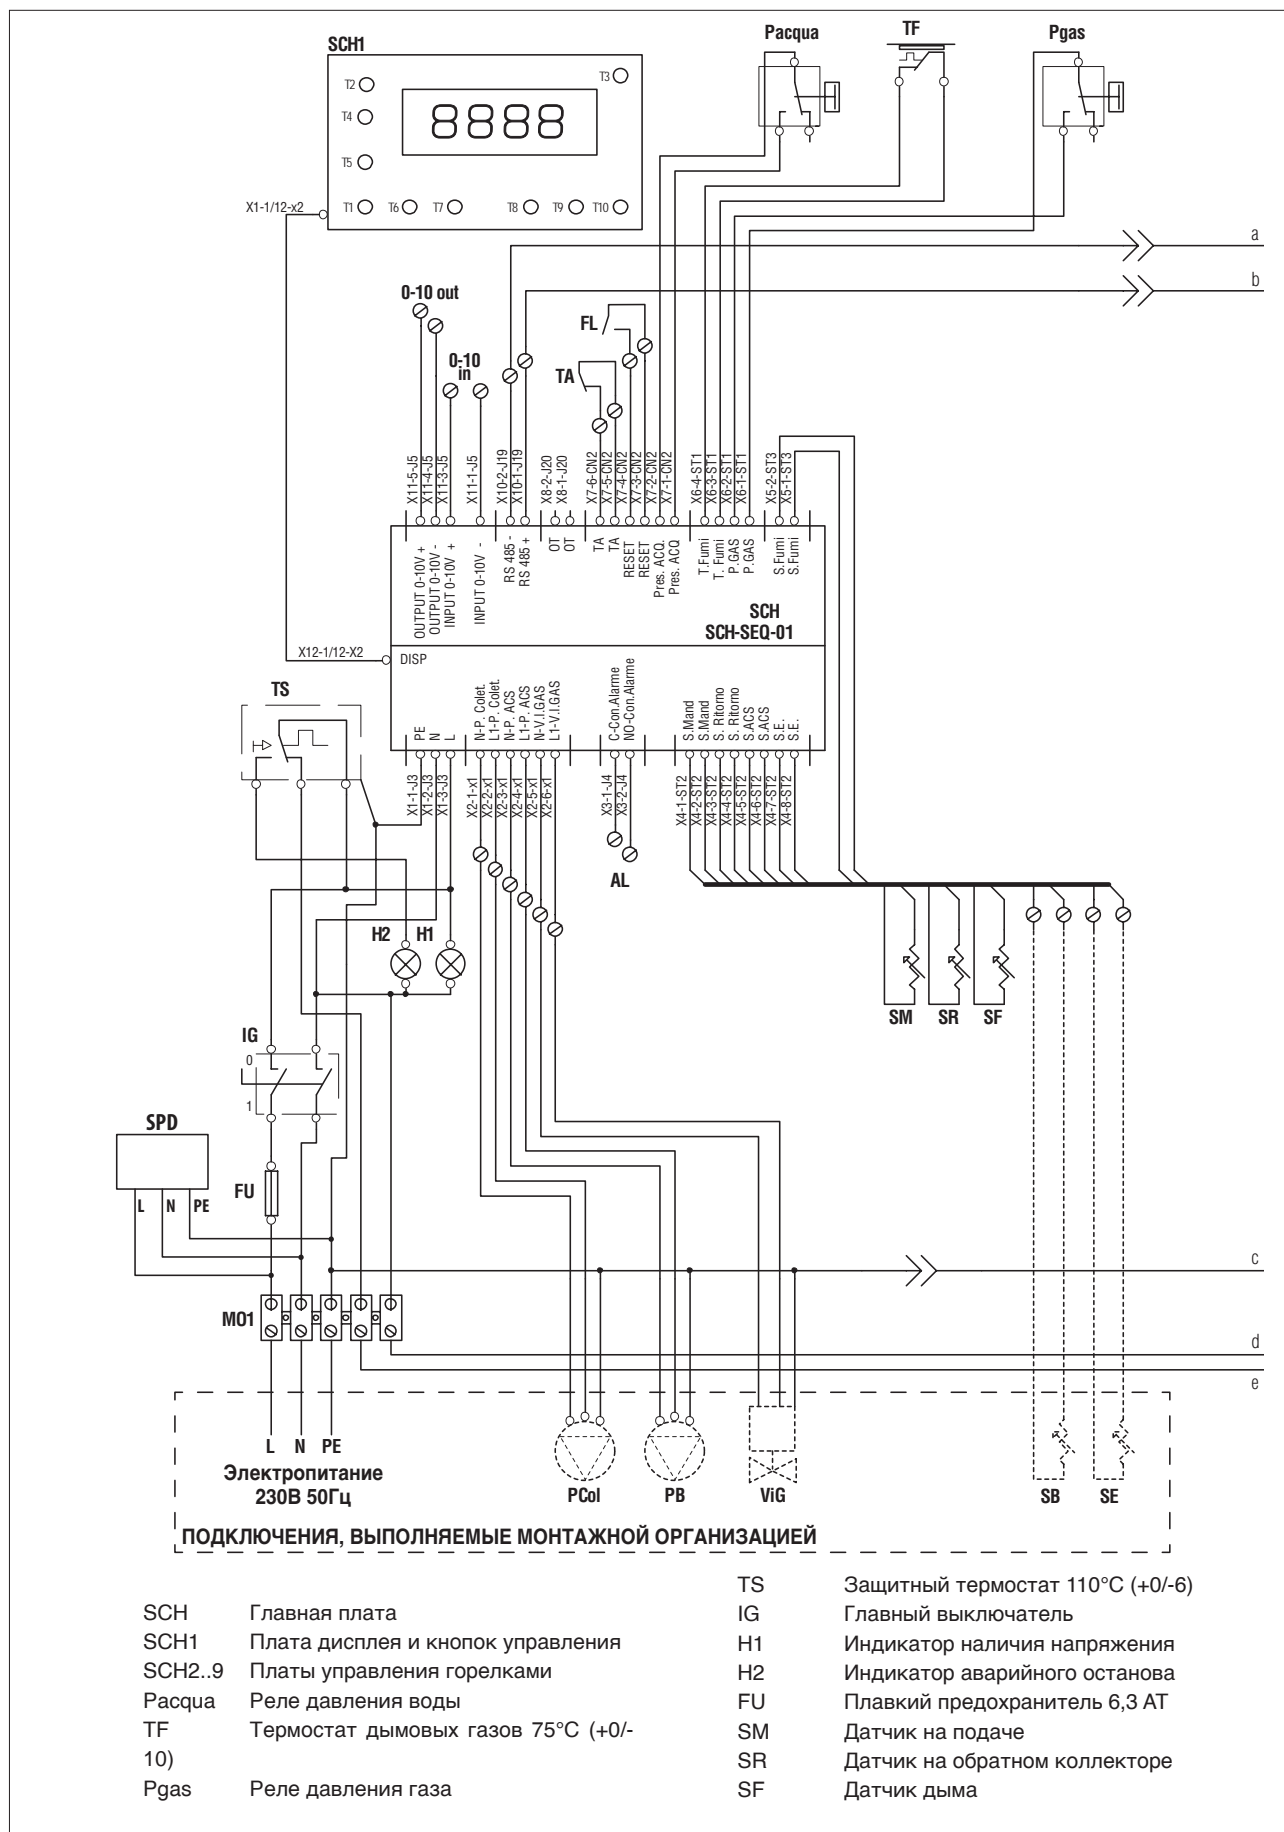 SCH1
Pacqua
TF
Pgas
T2
T3
T4
T5
8888
X1-1/12-x2
T1
T6
T7
T8
T9
T10
a
b
0-10 out
0-10
in
FL
TA
X11-5-J5
X11-4-J5
X11-3-J5
X11-1-J5
X10-2-J19
X10-1-J19
X8-2-J20
X8-1-J20
X7-6-CN2
X7-5-CN2
X7-4-CN2
X7-3-CN2
X7-2-CN2
X7-1-CN2
X6-4-ST1
X6-3-ST1
X6-2-ST1
X6-1-ST1
X5-2-ST3
X5-1-ST3
OUTPUT 0-10V +
OUTPUT 0-10V -
INPUT 0-10V +
INPUT 0-10V -
RS 485 -
RS 485 +
OT
OT
TA
TA
RESET
RESET
Pres. ACQ.
Pres. ACQ
T.Fumi
T. Fumi
P.GAS
P.GAS
S.Fumi
S.Fumi
SCH
SCH-SEQ-01
X12-1/12-X2
DISP
TS
PE
N
L
N-P. Colet.
L1-P. Colet.
N-P. ACS
L1-P. ACS
N-V.I.GAS
L1-V.I.GAS
C-Con.Alarme
NO-Con.Alarme
S.Mand
S.Mand
S. Ritorno
S. Ritorno
S.ACS
S.ACS
S.E.
S.E.
X1-1-J3
X1-2-J3
X1-3-J3
X2-1-x1
X2-2-x1
X2-3-x1
X2-4-x1
X2-5-x1
X2-6-x1
X3-1-J4
X3-2-J4
X4-1-ST2
X4-2-ST2
X4-3-ST2
X4-4-ST2
X4-5-ST2
X4-6-ST2
X4-7-ST2
X4-8-ST2
AL
H2
H1
SM
SR
SF
IG
0
1
SPD
L
N
PE
FU
c
MO1
d
e
L
N
PE
Электропитание
230В 50Гц
PCol
PB
ViG
SB
SE
ПОДКЛЮЧЕНИЯ, ВЫПОЛНЯЕМЫЕ МОНТАЖНОЙ ОРГАНИЗАЦИЕЙ
SCH Главная плата
SCH1 Плата дисплея и кнопок управления
SCH2..9 Платы управления горелками
Pacqua Реле давления воды
TF Термостат дымовых газов 75°C (+0/-
10)
Pgas Реле давления газа
TS Защитный термостат 110°C (+0/-6)
IG Главный выключатель
H1 Индикатор наличия напряжения
H2 Индикатор аварийного останова
FU Плавкий предохранитель 6,3 AT
SM Датчик на подаче
SR Датчик на обратном коллекторе
SF Датчик дыма